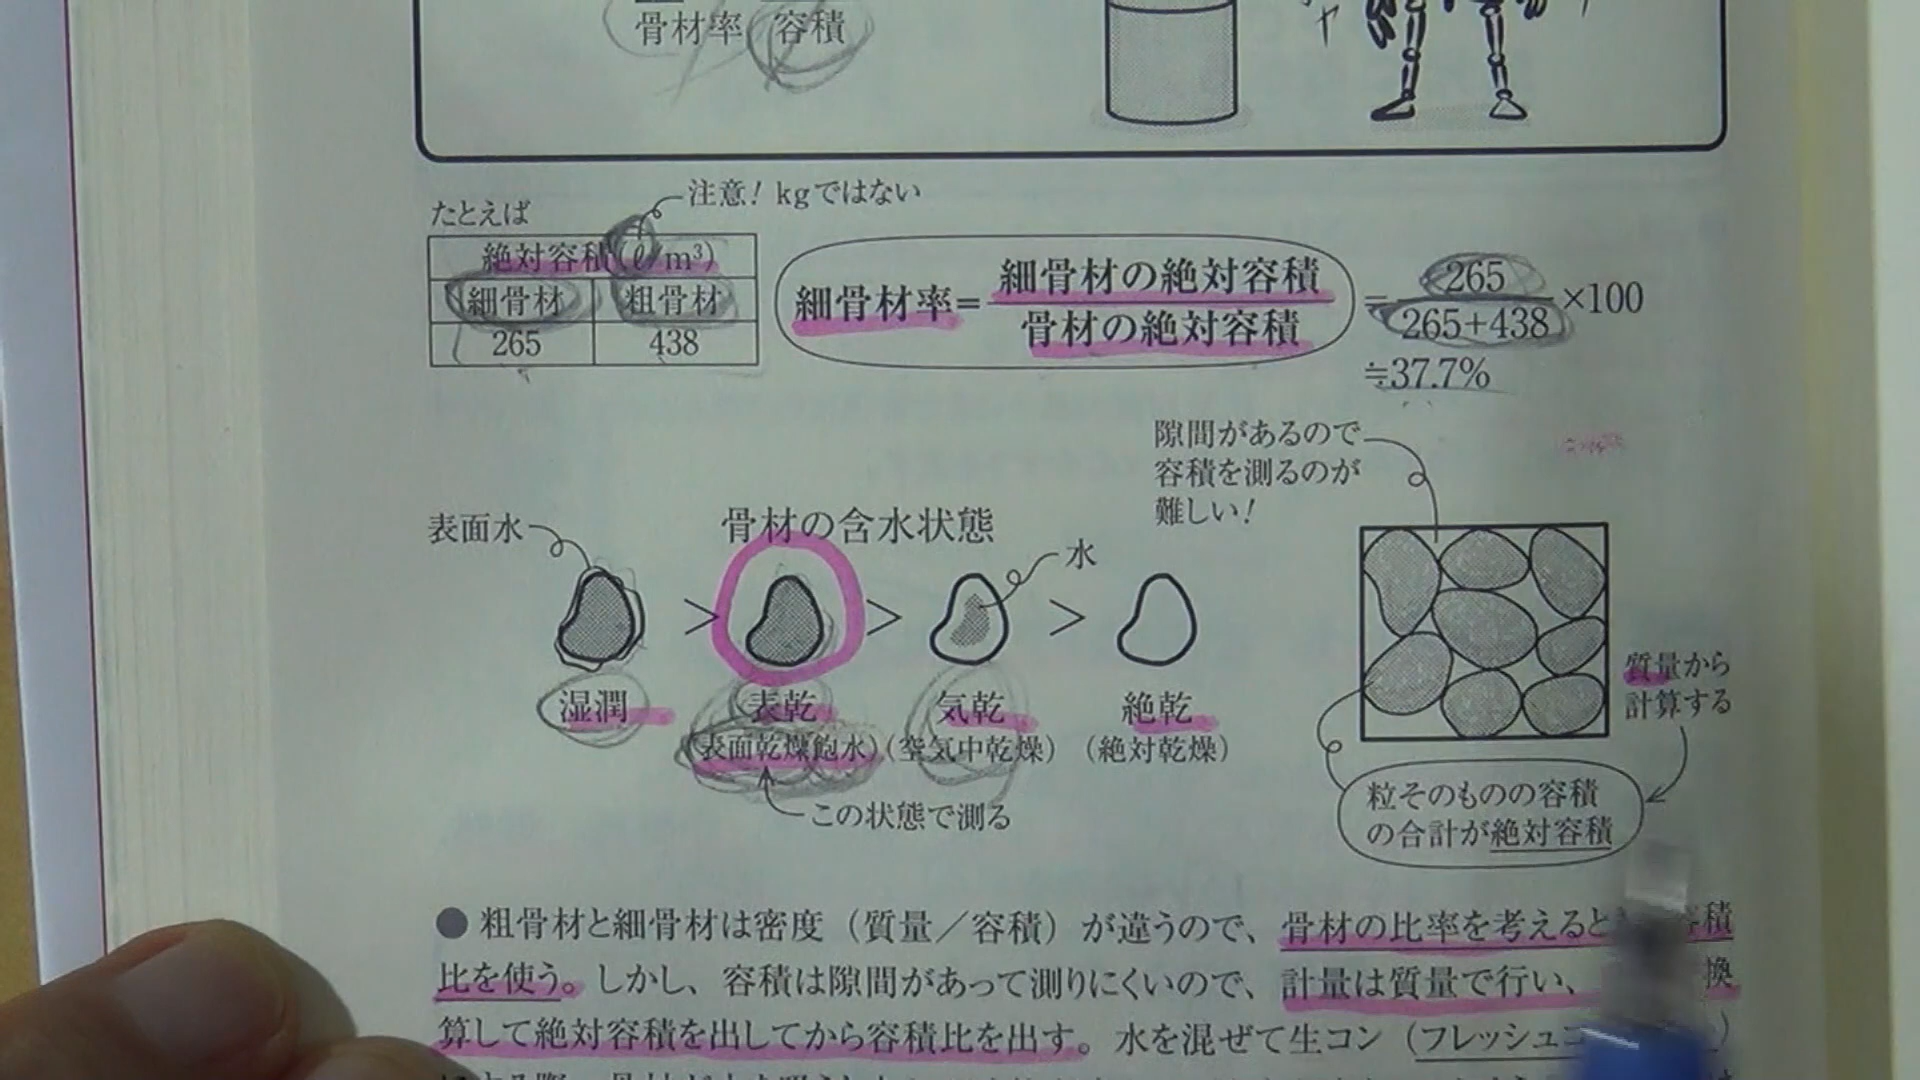 骨材率 容積
ャ
たとえば
注意！kgではない
絶対容積(ℓ/m³)
細骨材 粗骨材
265 438
細骨材率=細骨材の絶対容積
骨材の絶対容積
=265
265+438 ×100
≒37.7%
隙間があるので
容積を測るのが
難しい！
表面水
骨材の含水状態
水
> > >
湿潤 表乾 気乾 絶乾
(表面乾燥飽水) (空気中乾燥) (絶対乾燥)
この状態で測る
質量から
計算する
粒そのものの容積
の合計が絶対容積
●粗骨材と細骨材は密度（質量／容積）が違うので、骨材の比率を考えると 容積
比を使う。しかし、容積は隙間があって測りにくいので、計量は質量で行い、 換
算して絶対容積を出してから容積比を出す。水を混ぜて生コン（フレッシュコ ）